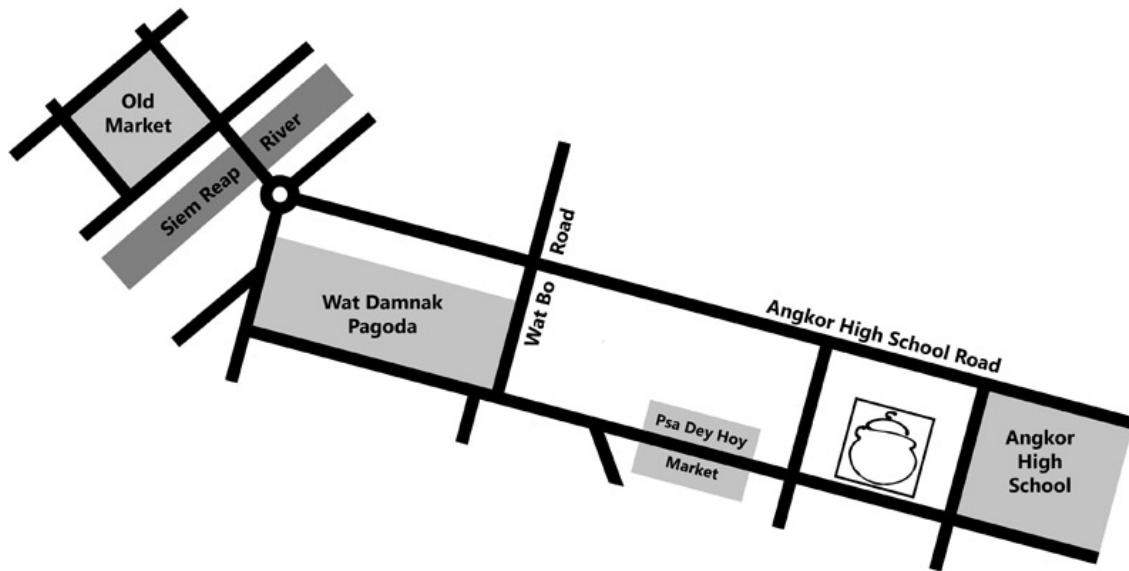 Old
Market
Siem Reap River
Wat Damnak
Pagoda
Wat Bo Road
Angkor High School Road
Psa Dey Hoy
Market
Angkor
High
School